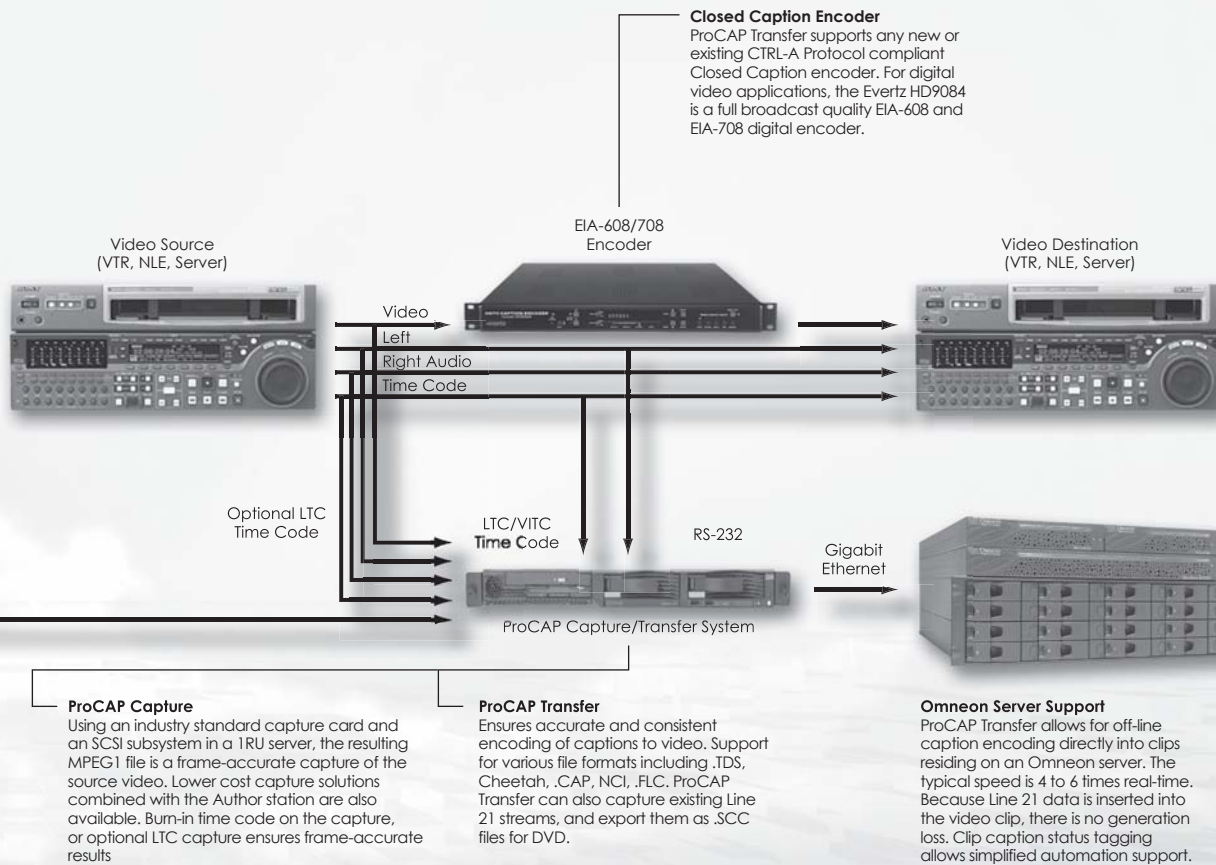 Closed Caption Encoder
ProCAP Transfer supports any new or
existing CTRL-A Protocol compliant
Closed Caption encoder. For digital
video applications, the Evertz HD9084
is a full broadcast quality EIA-608 and
EIA-708 digital encoder.
EIA-608/708
Encoder
Video Source
(VTR, NLE, Server)
Video Destination
(VTR, NLE, Server)
Video
Left
Right Audio
Time Code
Optional LTC
Time Code
LTC/VITC
Time Code
RS-232
Gigabit
Ethernet
ProCAP Capture/Transfer System
ProCAP Capture
Using an industry standard capture card and
an SCSI subsystem in a 1RU server, the resulting
MPEG1 file is a frame-accurate capture of the
source video. Lower cost capture solutions
combined with the Author station are also
available. Burn-in time code on the capture,
or optional LTC capture ensures frame-accurate
results
ProCAP Transfer
Ensures accurate and consistent
encoding of captions to video. Support
for various file formats including .TDS,
Cheetah, .CAP, NCI, .FLC. ProCAP
Transfer can also capture existing Line
21 streams, and export them as .SCC
files for DVD.
Omneon Server Support
ProCAP Transfer allows for off-line
caption encoding directly into clips
residing on an Omneon server. The
typical speed is 4 to 6 times real-time.
Because Line 21 data is inserted into
the video clip, there is no generation
loss. Clip caption status tagging
allows simplified automation support.